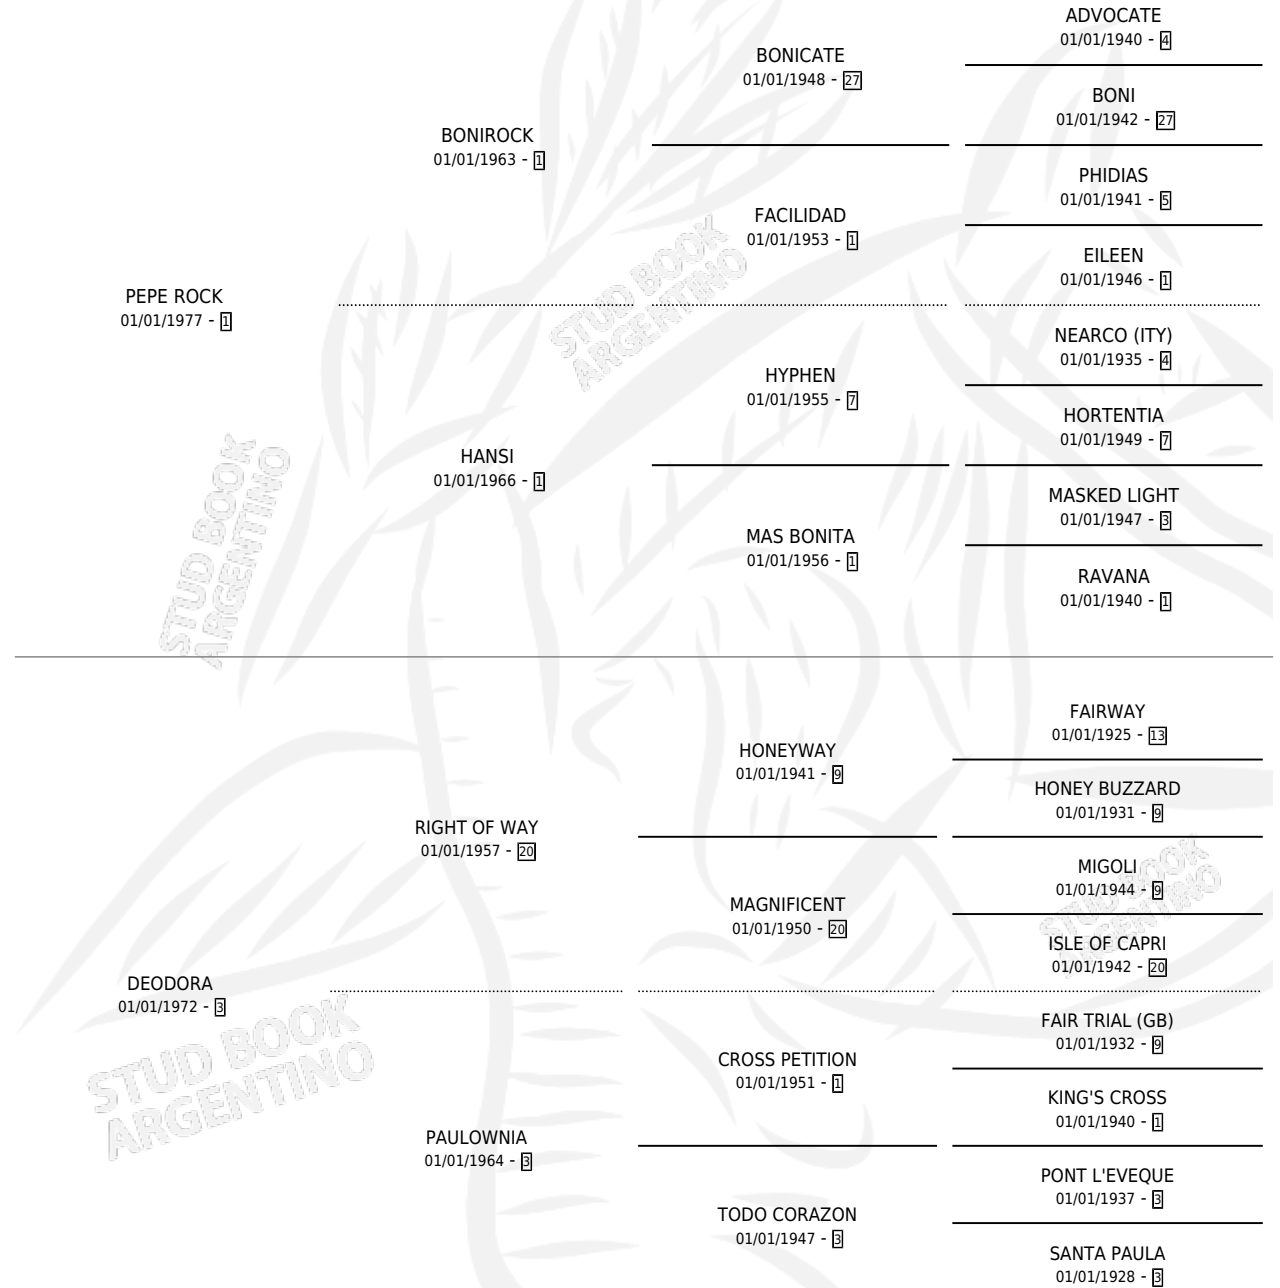 ADVOCATE
01/01/1940 - 4
BONICATE
01/01/1948 - 27
BONI
01/01/1942 - 27
BONIROCK
01/01/1963 - 1
PHIDIAS
01/01/1941 - 5
FACILIDAD
01/01/1953 - 1
EILEEN
01/01/1946 - 1
PEPE ROCK
01/01/1977 - 1
NEARCO (ITY)
01/01/1935 - 4
HYPHEN
01/01/1955 - 7
HORTENTIA
01/01/1949 - 7
HANSI
01/01/1966 - 1
MASKED LIGHT
01/01/1947 - 3
MAS BONITA
01/01/1956 - 1
RAVANA
01/01/1940 - 1
STUD BOOK
ARGENTINO
STUD BOOK
ARGENTINO
FAIRWAY
01/01/1925 - 13
HONEYWAY
01/01/1941 - 9
HONEY BUZZARD
01/01/1931 - 9
RIGHT OF WAY
01/01/1957 - 20
MIGOLI
01/01/1944 - 9
MAGNIFICENT
01/01/1950 - 20
ISLE OF CAPRI
01/01/1942 - 20
DEODORA
01/01/1972 - 3
FAIR TRIAL (GB)
01/01/1932 - 9
CROSS PETITION
01/01/1951 - 1
KING'S CROSS
01/01/1940 - 1
PAULOWNIA
01/01/1964 - 3
PONT L'EVEQUE
01/01/1937 - 3
TODO CORAZON
01/01/1947 - 3
SANTA PAULA
01/01/1928 - 3
STUD BOOK
ARGENTINO
STUD BOOK
ARGENTINO